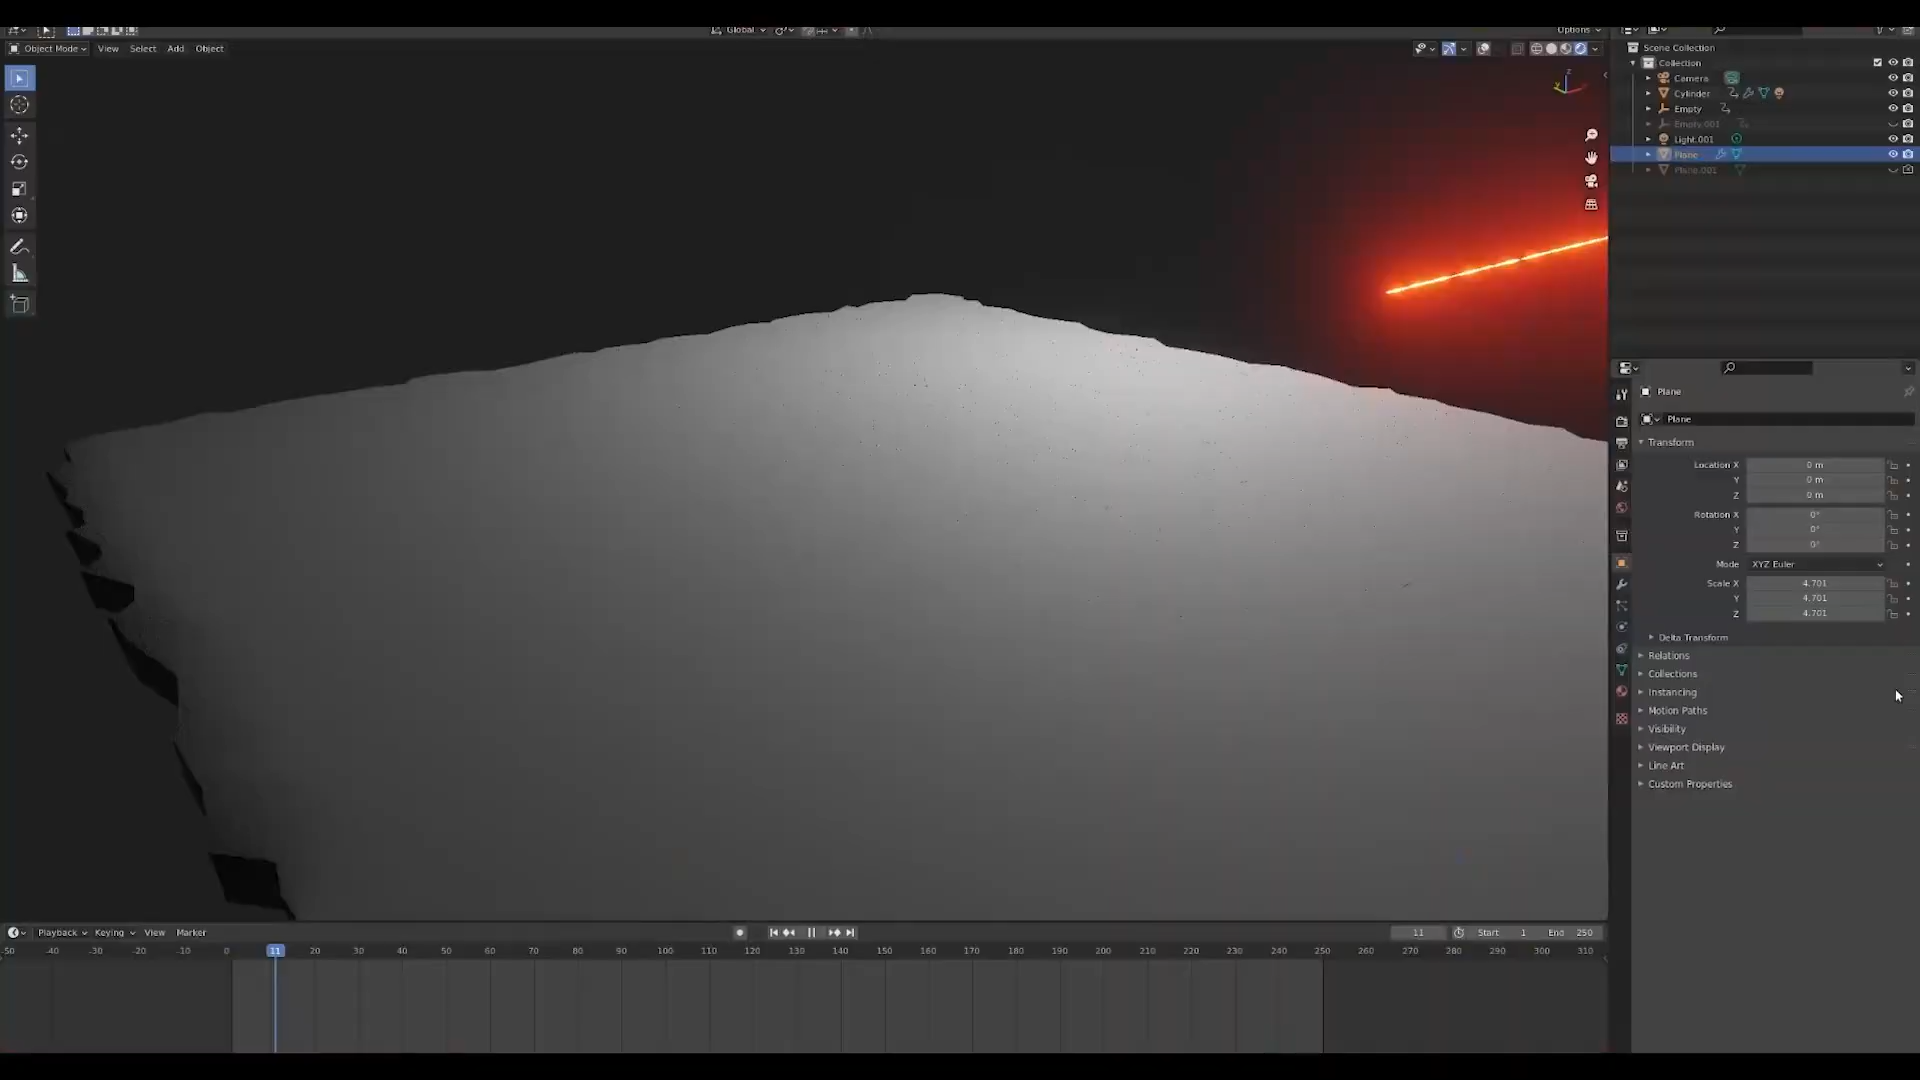 Global
Options
Object Mode View Select Add Object
Scene Collection
Collection
Camera
Cylinder
Empty
Empty.001
Light.001
Plane
Plane.001
Z
Y
Plane
Plane
Transform
Location X 0 m
Y 0 m
Z 0 m
Rotation X 0°
Y 0°
Z 0°
Mode XYZ Euler
Scale X 4.701
Y 4.701
Z 4.701
Delta Transform
Relations
Collections
Instancing
Motion Paths
Visibility
Viewport Display
Line Art
Custom Properties
Playback Keying View Marker
11 Start 1 End 250
-50 -40 -30 -20 -10 0 11 20 30 40 50 60 70 80 90 100 110 120 130 140 150 160 170 180 190 200 210 220 230 240 250 260 270 280 290 300 310